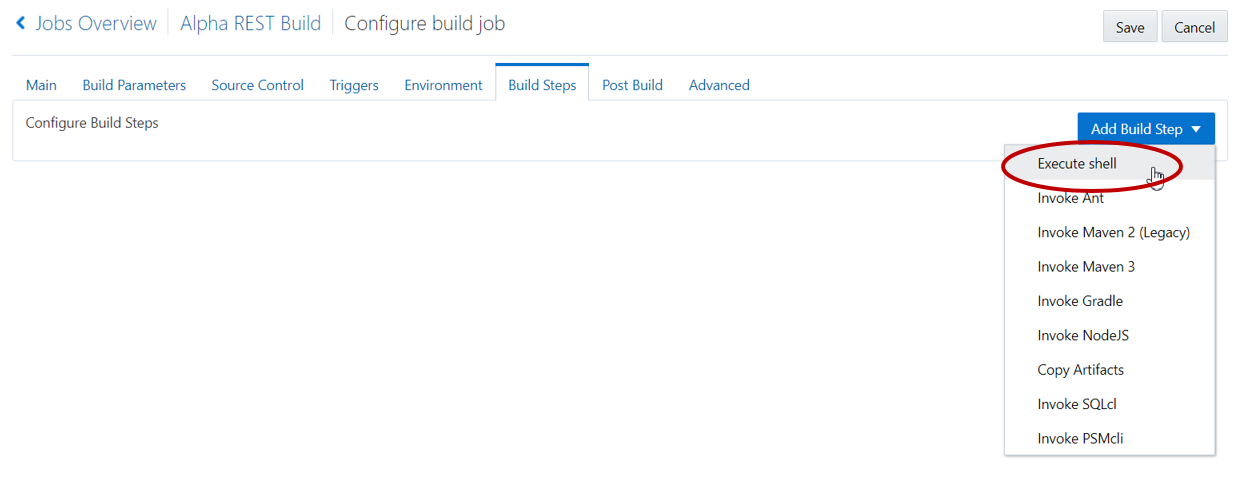 Jobs Overview Alpha REST Build Configure build job
Save Cancel
Main Build Parameters Source Control Triggers Environment Build Steps Post Build Advanced
Configure Build Steps
Add Build Step
Execute shell
Invoke Ant
Invoke Maven 2 (Legacy)
Invoke Maven 3
Invoke Gradle
Invoke NodeJS
Copy Artifacts
Invoke SQLcl
Invoke PSMcli